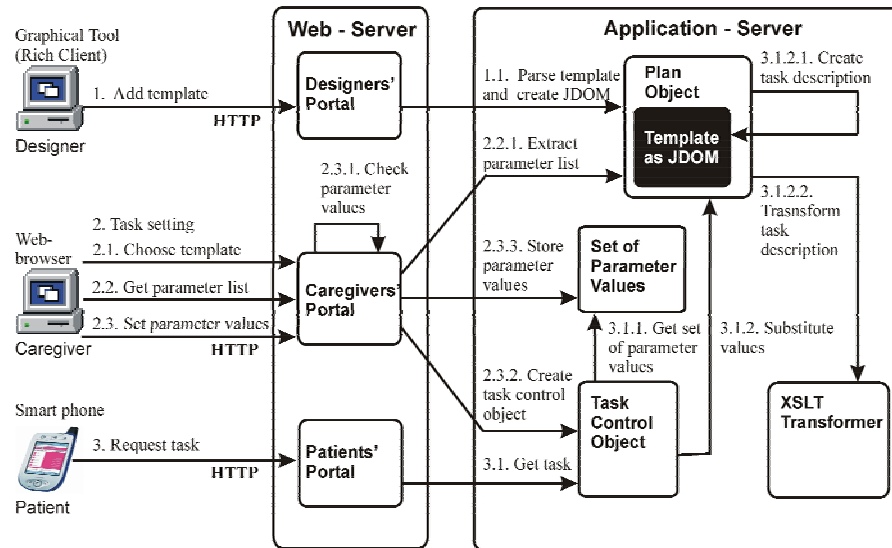 Graphical Tool
(Rich Client)
Designer
1. Add template
HTTP
Web - Server
Designers'
Portal
Application - Server
1.1. Parse template
and create JDOM
Plan
Object
Template
as JDOM
3.1.2.1. Create
task description
2.2.1. Extract
parameter list
2.3.1. Check
parameter
values
3.1.2.2.
Trasnsform
task
description
Web-
browser
Caregiver
2. Task setting
2.1. Choose template
2.2. Get parameter list
2.3. Set parameter values
HTTP
Caregivers'
Portal
2.3.3. Store
parameter
values
Set of
Parameter
Values
3.1.1. Get set
of parameter
values
3.1.2. Substitute
values
2.3.2. Create
task control
object
Task
Control
Object
XSLT
Transformer
Smart phone
Patient
3. Request task
HTTP
Patients'
Portal
3.1. Get task